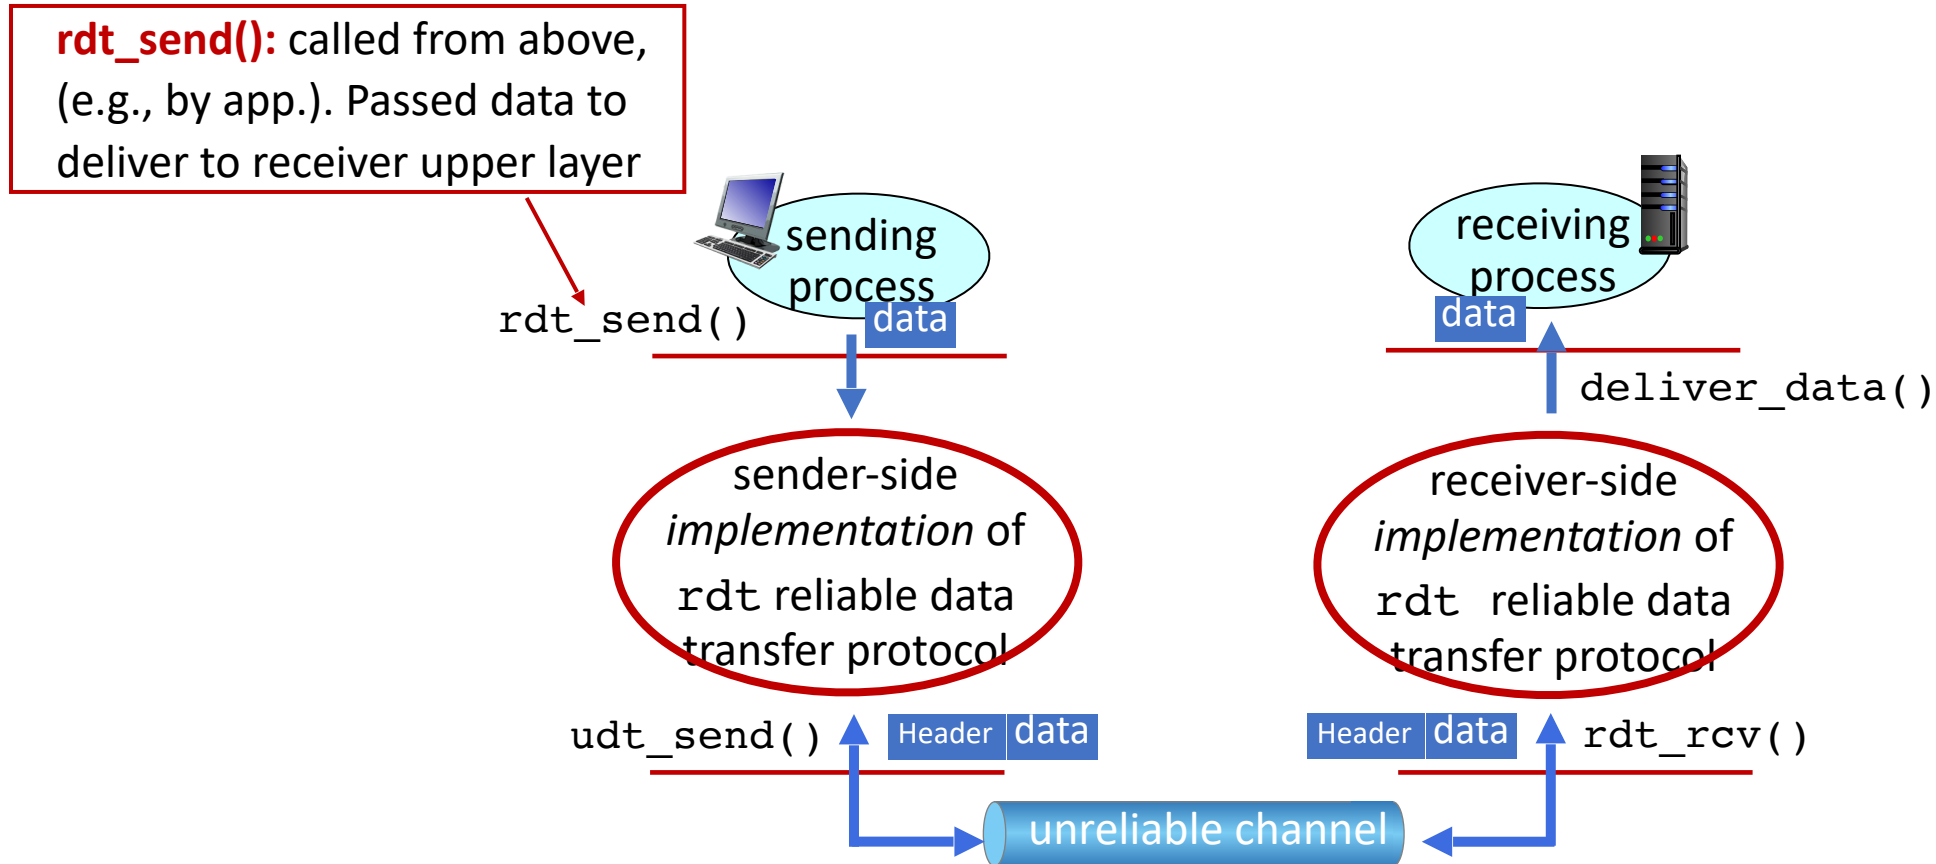 rdt_send(): called from above,
(e.g., by app.). Passed data to
deliver to receiver upper layer
sending
process
receiving
process
rdt_send()
data
data
deliver_data()
sender-side
implementation of
rdt reliable data
transfer protocol
receiver-side
implementation of
rdt reliable data
transfer protocol
udt_send()
Header data
Header data
rdt_rcv()
unreliable channel